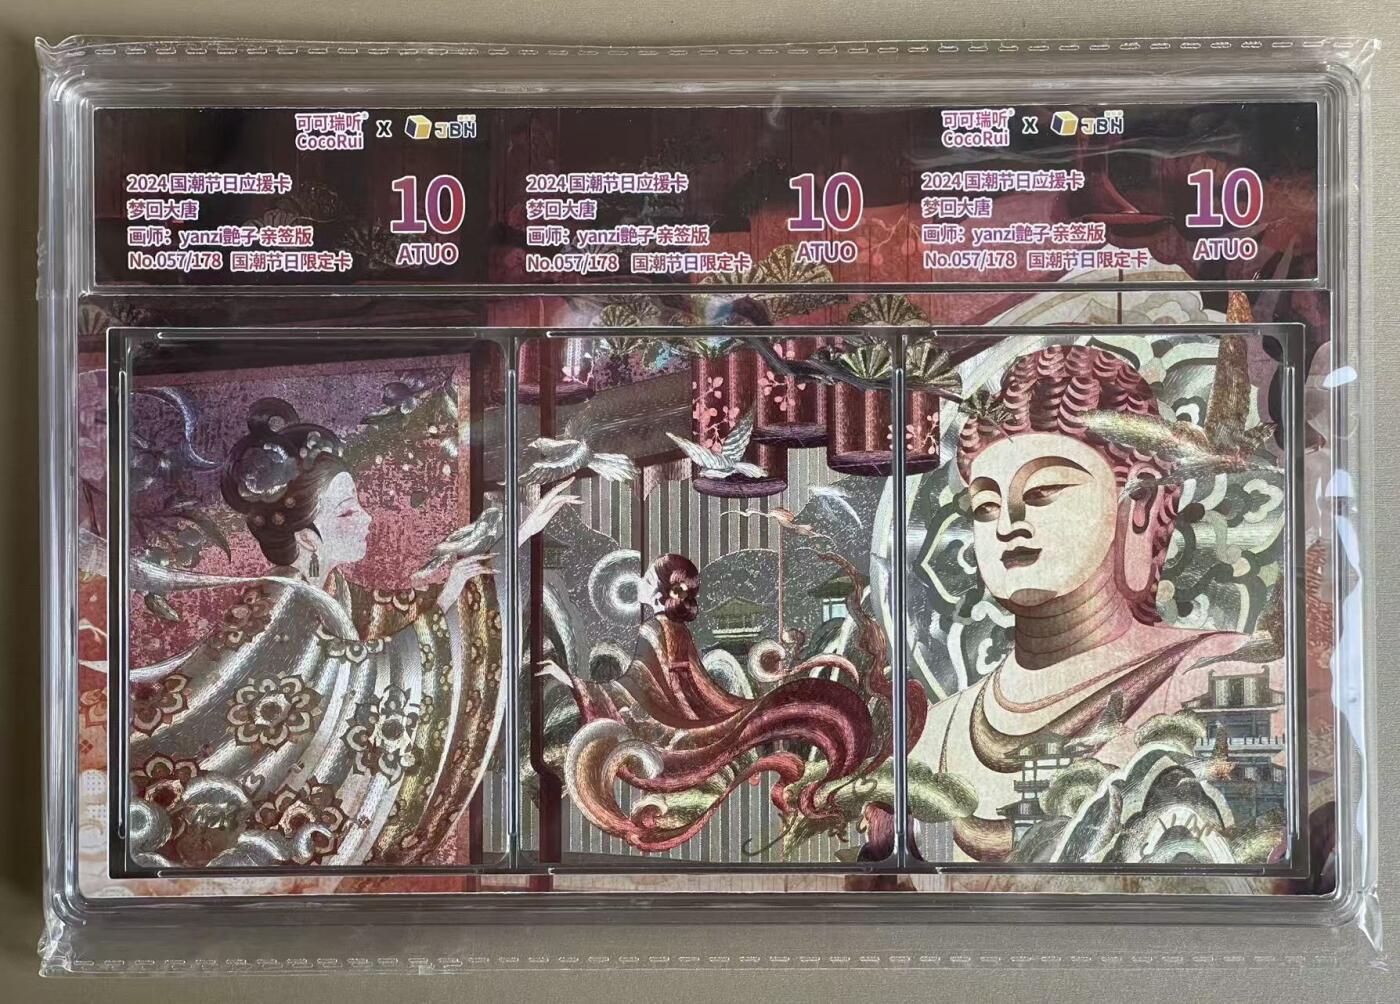 可可瑞听 X JBH
CocoRui
2024国潮节日应援卡
梦回大唐
画师：yanzi艶子 亲签版
No.057/178 国潮节日限定卡
10
ATUO
2024国潮节日应援卡
梦回大唐
画师：yanzi艶子 亲签版
No.057/178 国潮节日限定卡
10
ATUO
可可瑞听 X JBH
CocoRui
2024国潮节日应援卡
梦回大唐
画师：yanzi艶子 亲签版
No.057/178 国潮节日限定卡
10
ATUO